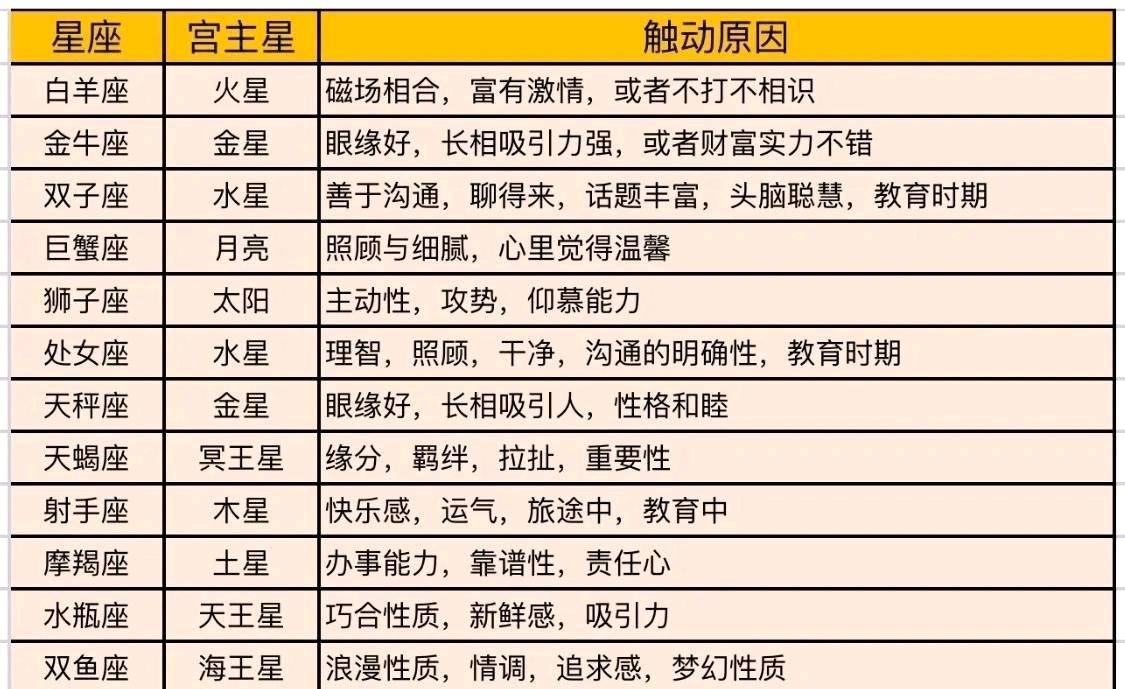 星座 宫主星 触动原因
白羊座 火星 磁场相合，富有激情，或者不打不相识
金牛座 金星 眼缘好，长相吸引力强，或者财富实力不错
双子座 水星 善于沟通，聊得来，话题丰富，头脑聪慧，教育时期
巨蟹座 月亮 照顾与细腻，心里觉得温馨
狮子座 太阳 主动性，攻势，仰慕能力
处女座 水星 理智，照顾，干净，沟通的明确性，教育时期
天秤座 金星 眼缘好，长相吸引人，性格和睦
天蝎座 冥王星 缘分，羁绊，拉扯，重要性
射手座 木星 快乐感，运气，旅途中，教育中
摩羯座 土星 办事能力，靠谱性，责任心
水瓶座 天王星 巧合性质，新鲜感，吸引力
双鱼座 海王星 浪漫性质，情调，追求感，梦幻性质